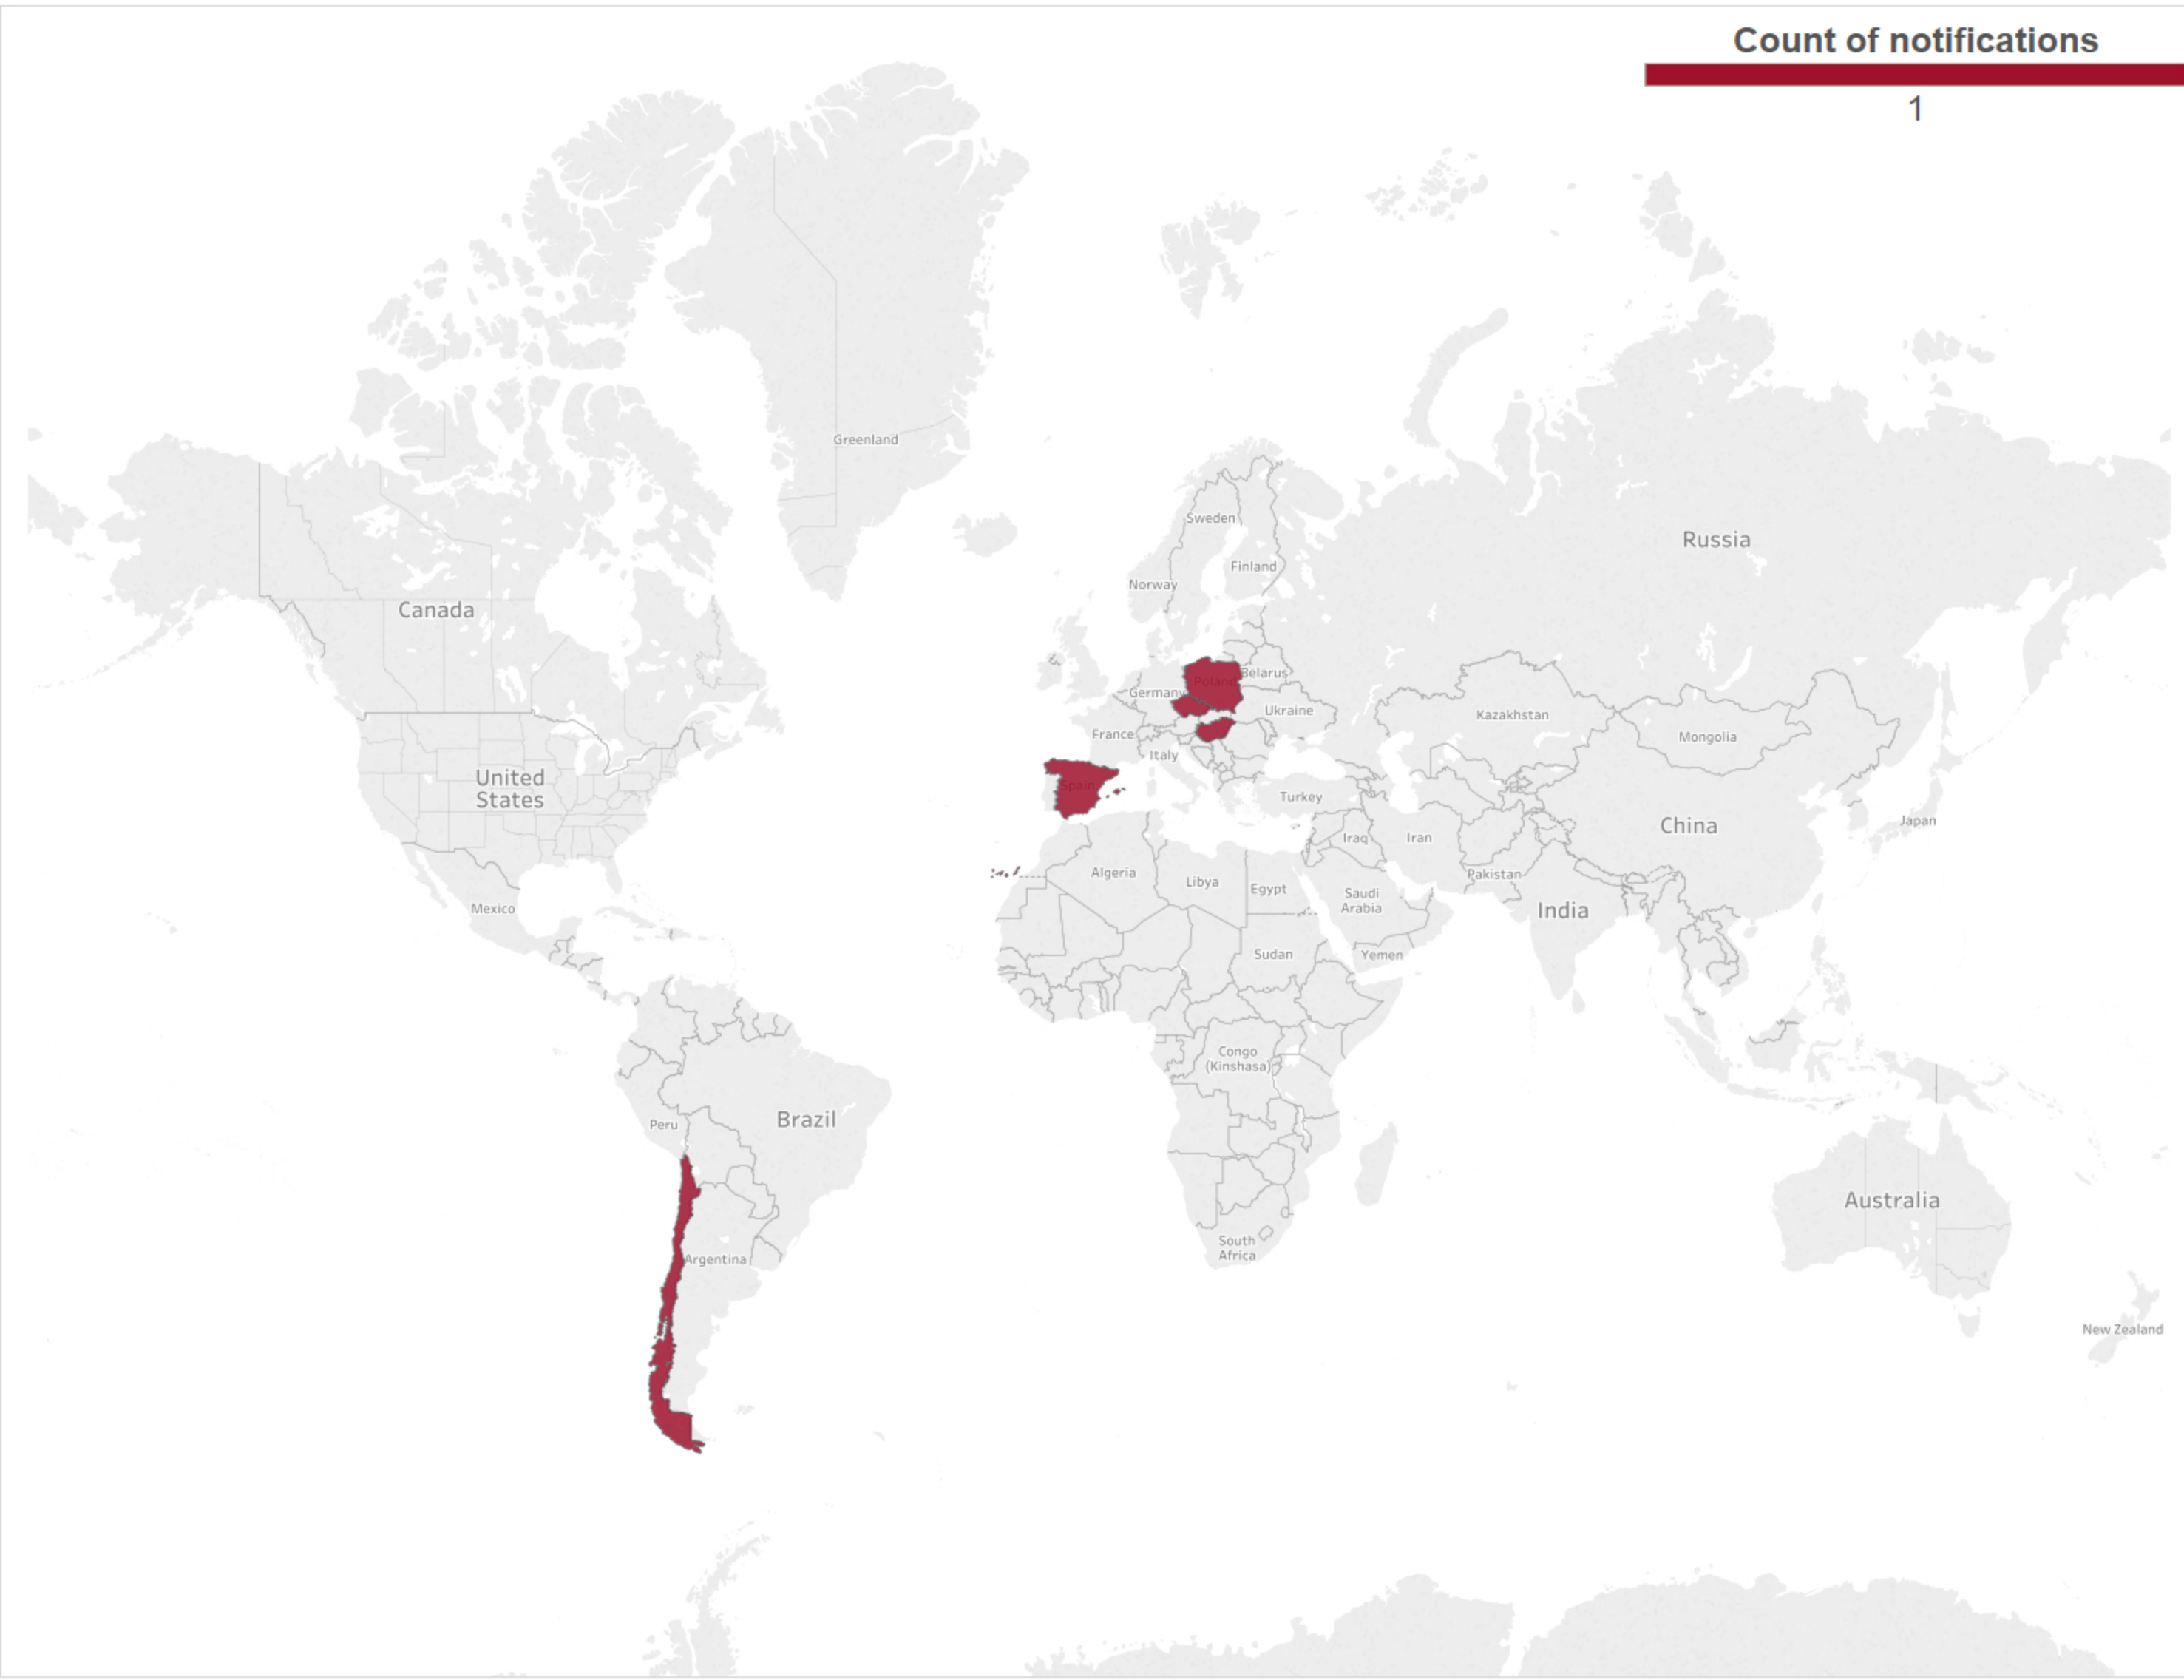 Count of notifications
1
Greenland
Sweden
Russia
Finland
Norway
Canada
Poland
Belarus
Germany
Ukraine
Kazakhstan
France
Mongolia
Italy
United
States
Spain
Turkey
China
Japan
Iraq
Iran
Algeria
Pakistan
Libya
Egypt
Saudi
Arabia
India
Mexico
Sudan
Yemen
Congo
(Kinshasa)
Brazil
Peru
Australia
South
Africa
Argentina
New Zealand